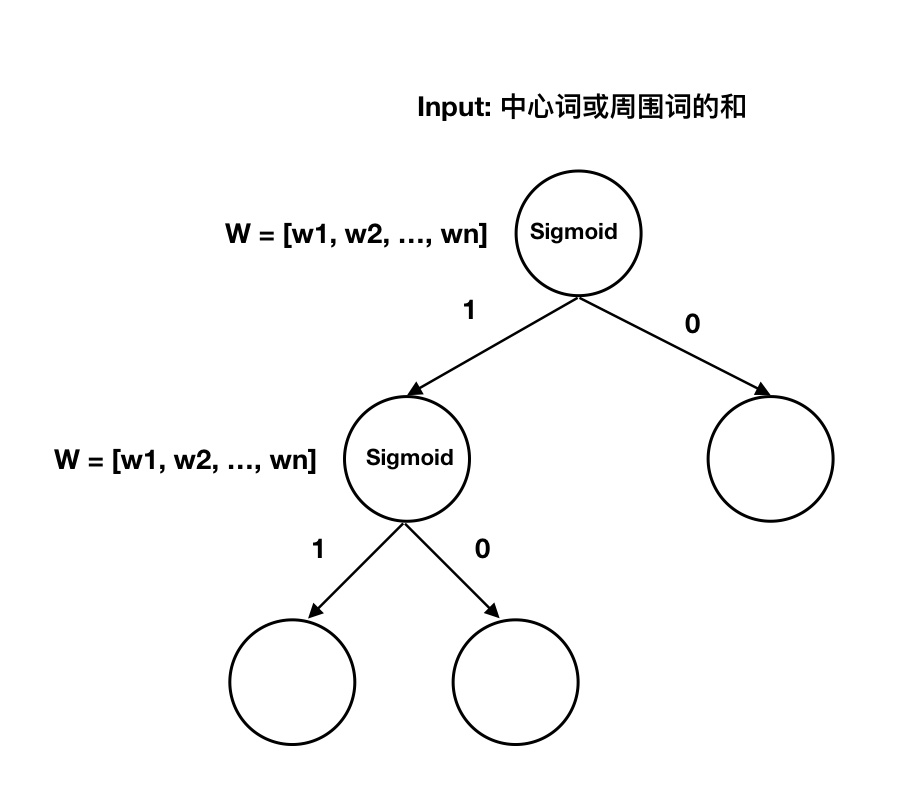 Input: 中心词或周围词的和
W = [w1, w2, …, wn]
Sigmoid
1
0
W = [w1, w2, …, wn]
Sigmoid
1
0